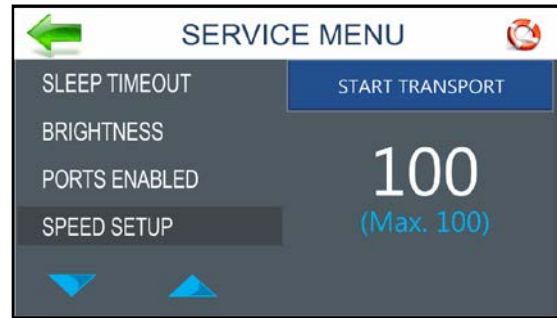 SERVICE MENU
SLEEP TIMEOUT
START TRANSPORT
BRIGHTNESS
PORTS ENABLED
100
SPEED SETUP
(Max. 100)